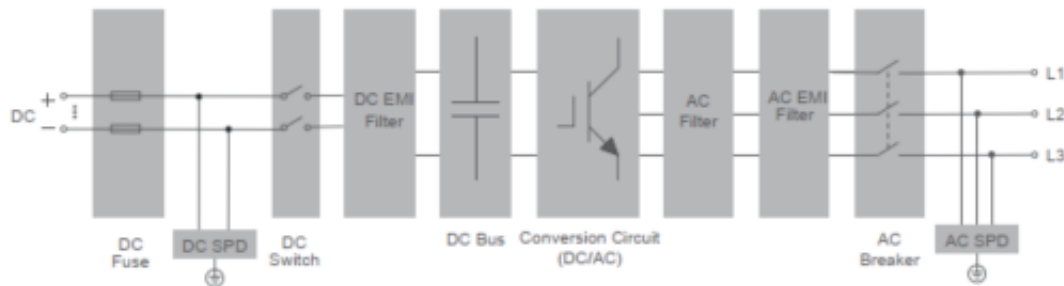 DC
+
−
DC
Fuse
DC SPD
DC
Switch
DC EMI
Filter
DC Bus
Conversion Circuit
(DC/AC)
AC
Filter
AC EMI
Filter
AC
Breaker
L1
L2
L3
AC SPD